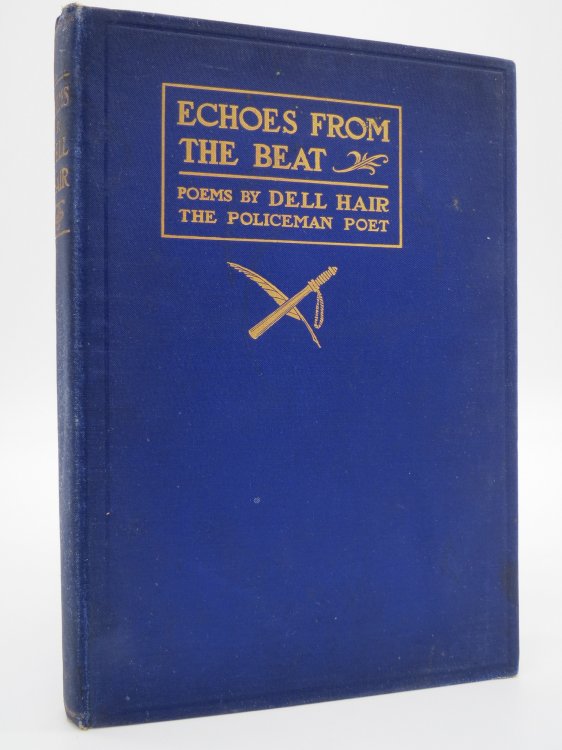 ECHOES FROM
THE BEAT
POEMS BY DELL HAIR
THE POLICEMAN POET